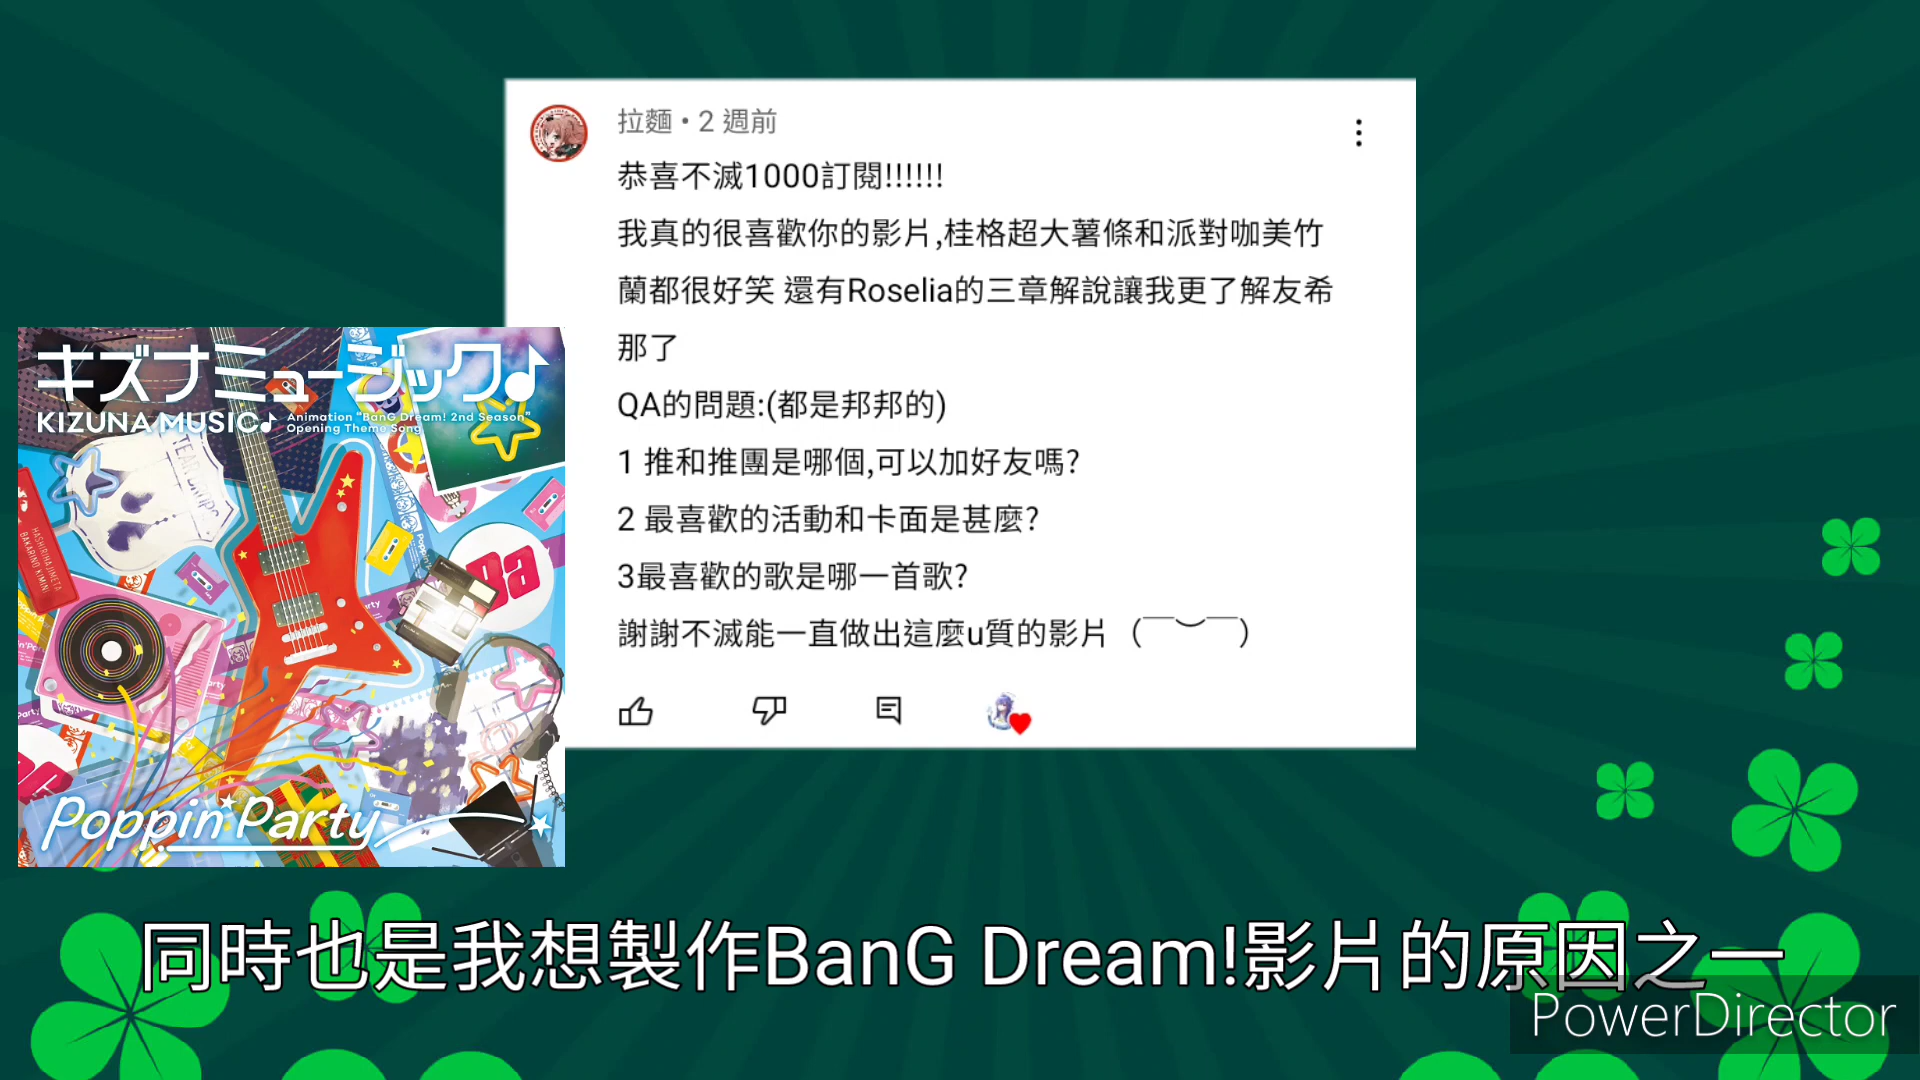 拉麵 • 2 週前
恭喜不滅1000訂閱!!!!!!
我真的很喜歡你的影片,桂格超大薯條和派對咖美竹
蘭都很好笑 還有Roselia的三章解說讓我更了解友希
那了
QA的問題:(都是邦邦的)
1 推和推團是哪個,可以加好友嗎?
2 最喜歡的活動和卡面是甚麼?
3最喜歡的歌是哪一首歌?
謝謝不滅能一直做出這麼u質的影片（￣︶￣）
キズナミュージック♪
KIZUNA MUSIC♪
Animation "BanG Dream! 2nd Season"
Opening Theme Song
TEARDROPS
HASHIRIHAJIMETA
BAKARINO KIMINI
Ba
Poppin'Party
同時也是我想製作BanG Dream!影片的原因之一
PowerDirector